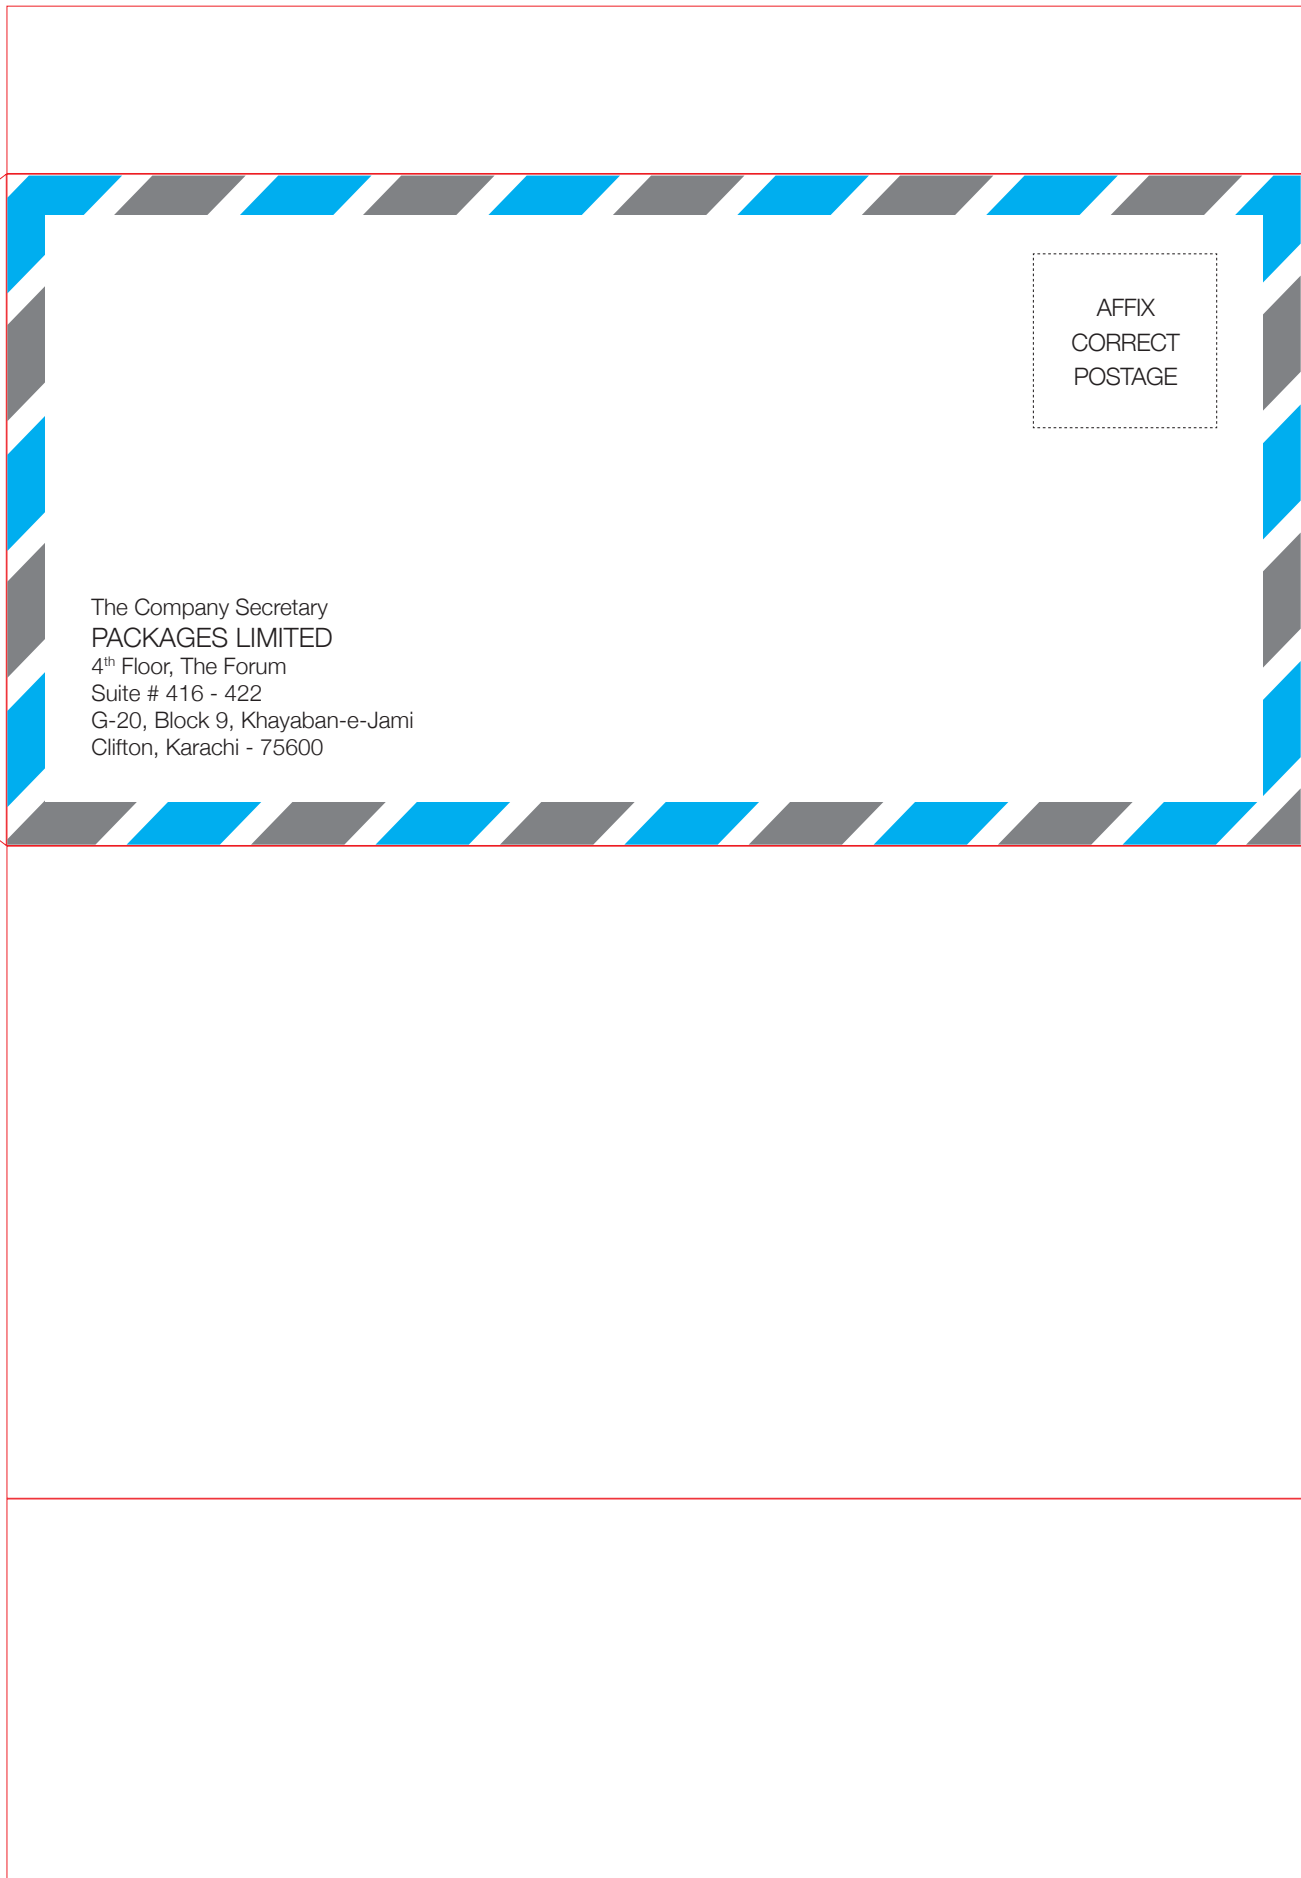 AFFIX
CORRECT
POSTAGE
The Company Secretary
PACKAGES LIMITED
4th Floor, The Forum
Suite # 416 - 422
G-20, Block 9, Khayaban-e-Jami
Clifton, Karachi - 75600